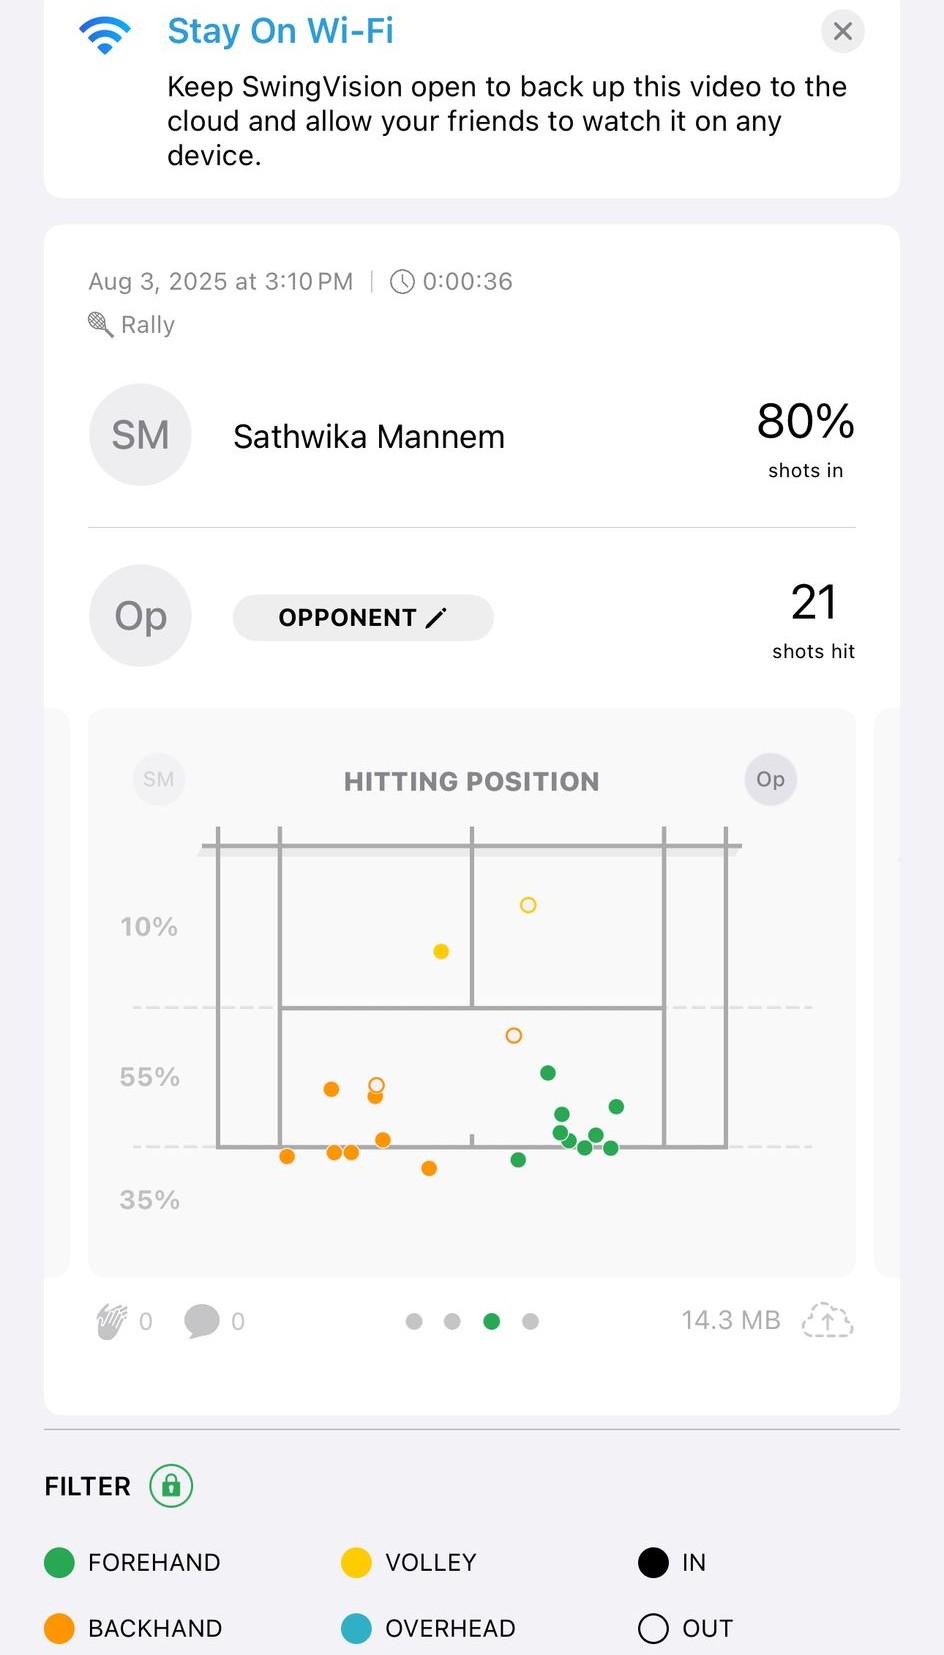 Stay On Wi-Fi
Keep SwingVision open to back up this video to the
cloud and allow your friends to watch it on any
device.
Aug 3, 2025 at 3:10 PM | 0:00:36
Rally
SM
Sathwika Mannem
80%
shots in
Op
OPPONENT
21
shots hit
SM
HITTING POSITION
Op
10%
55%
35%
0
0
14.3 MB
FILTER
FOREHAND
VOLLEY
IN
BACKHAND
OVERHEAD
OUT